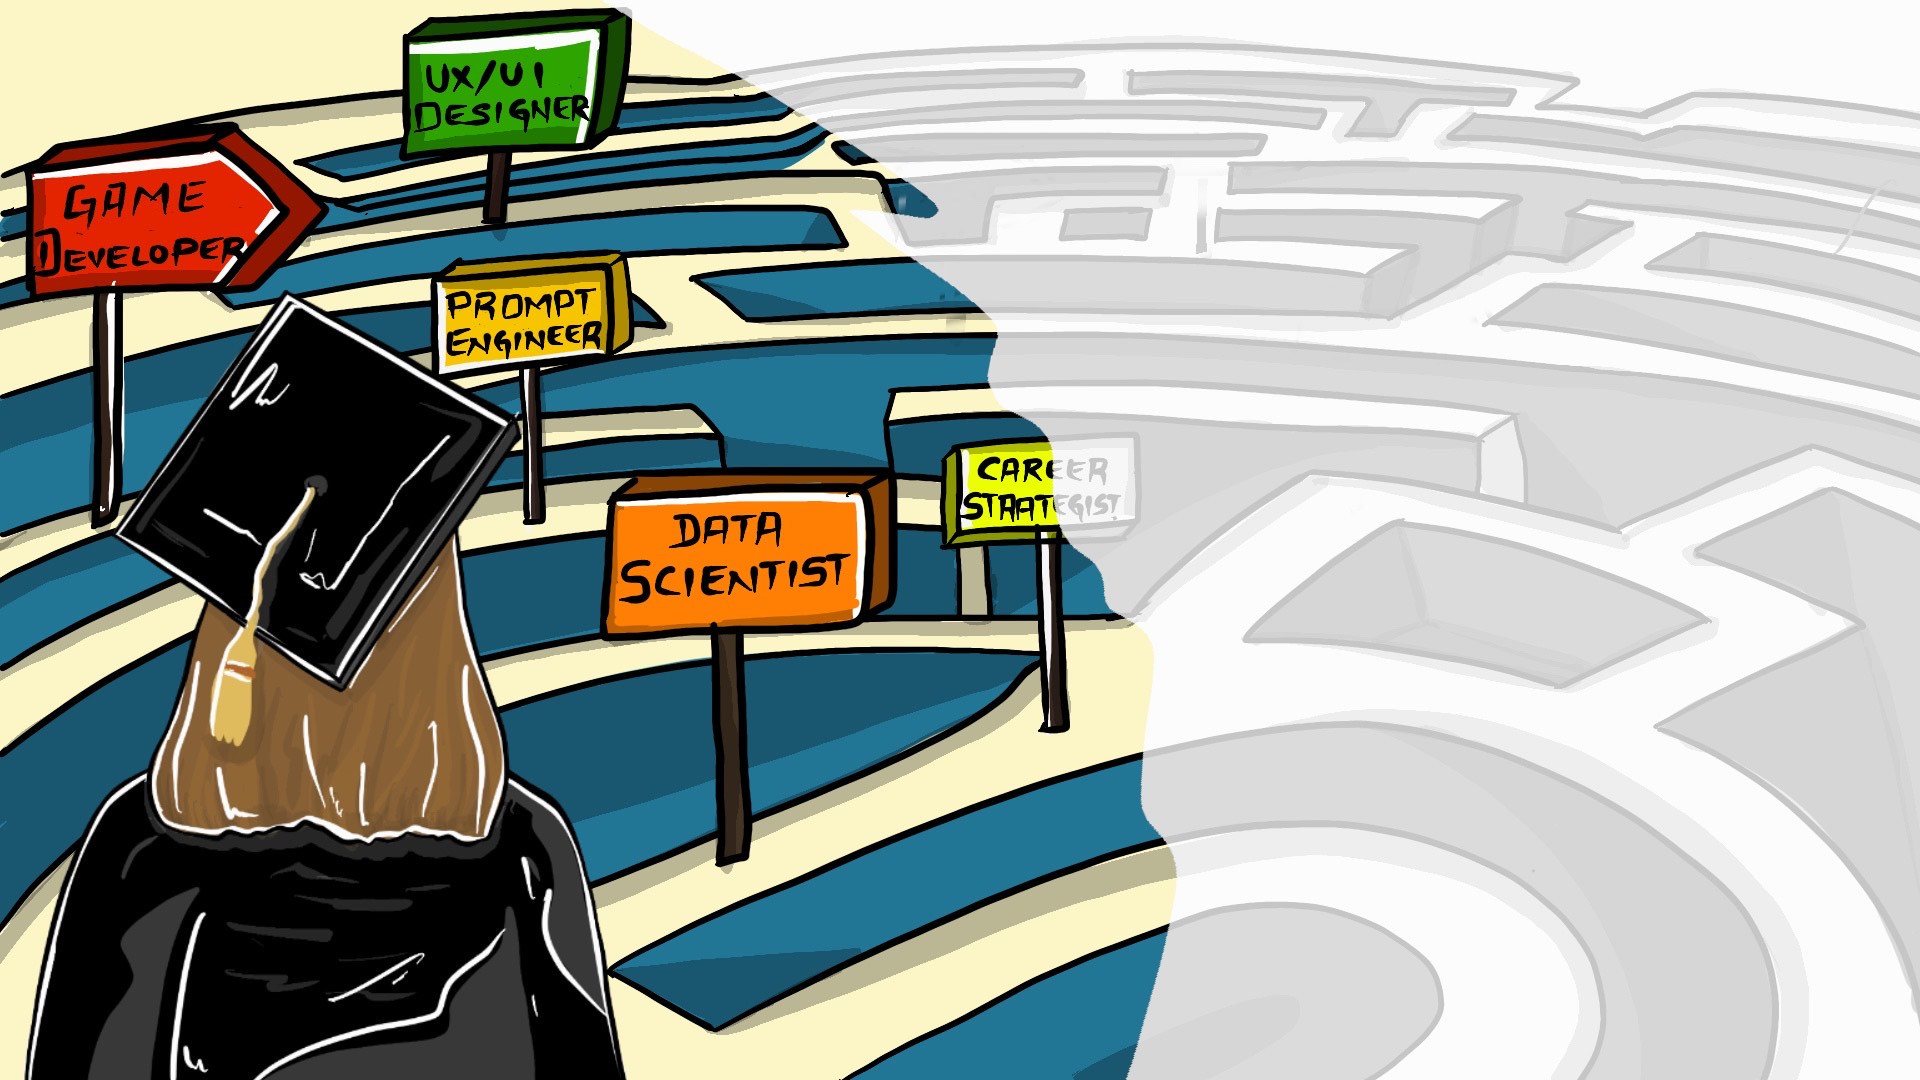 UX/UI
DESIGNER
GAME
DEVELOPER
PROMPT
ENGINEER
CAREER
STRATEGIST
DATA
SCIENTIST